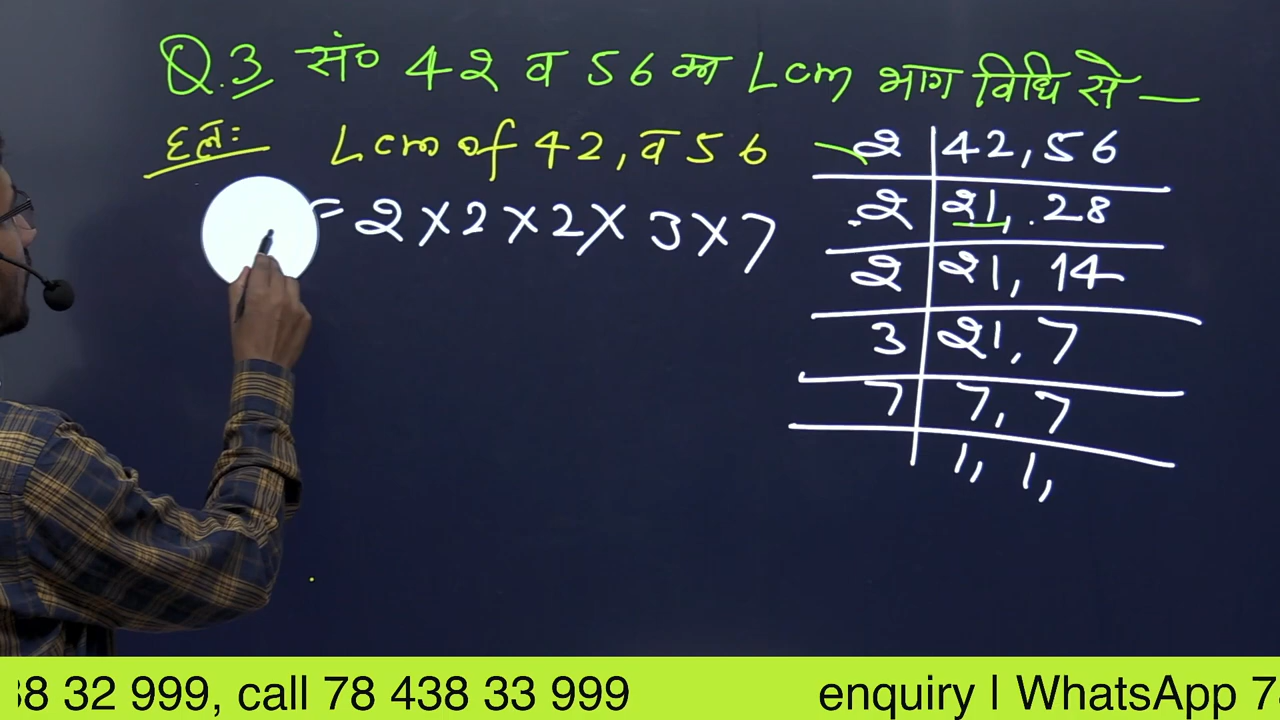 Q.3 सं० 42 व 56 का Lcm भाग विधि से —
हलः Lcm of 42, व 56
= 2 × 2 × 2 × 3 × 7
2 | 42, 56
2 | 21, 28
2 | 21, 14
3 | 21, 7
7 | 7, 7
1, 1,
38 32 999, call 78 438 33 999 enquiry | WhatsApp 7